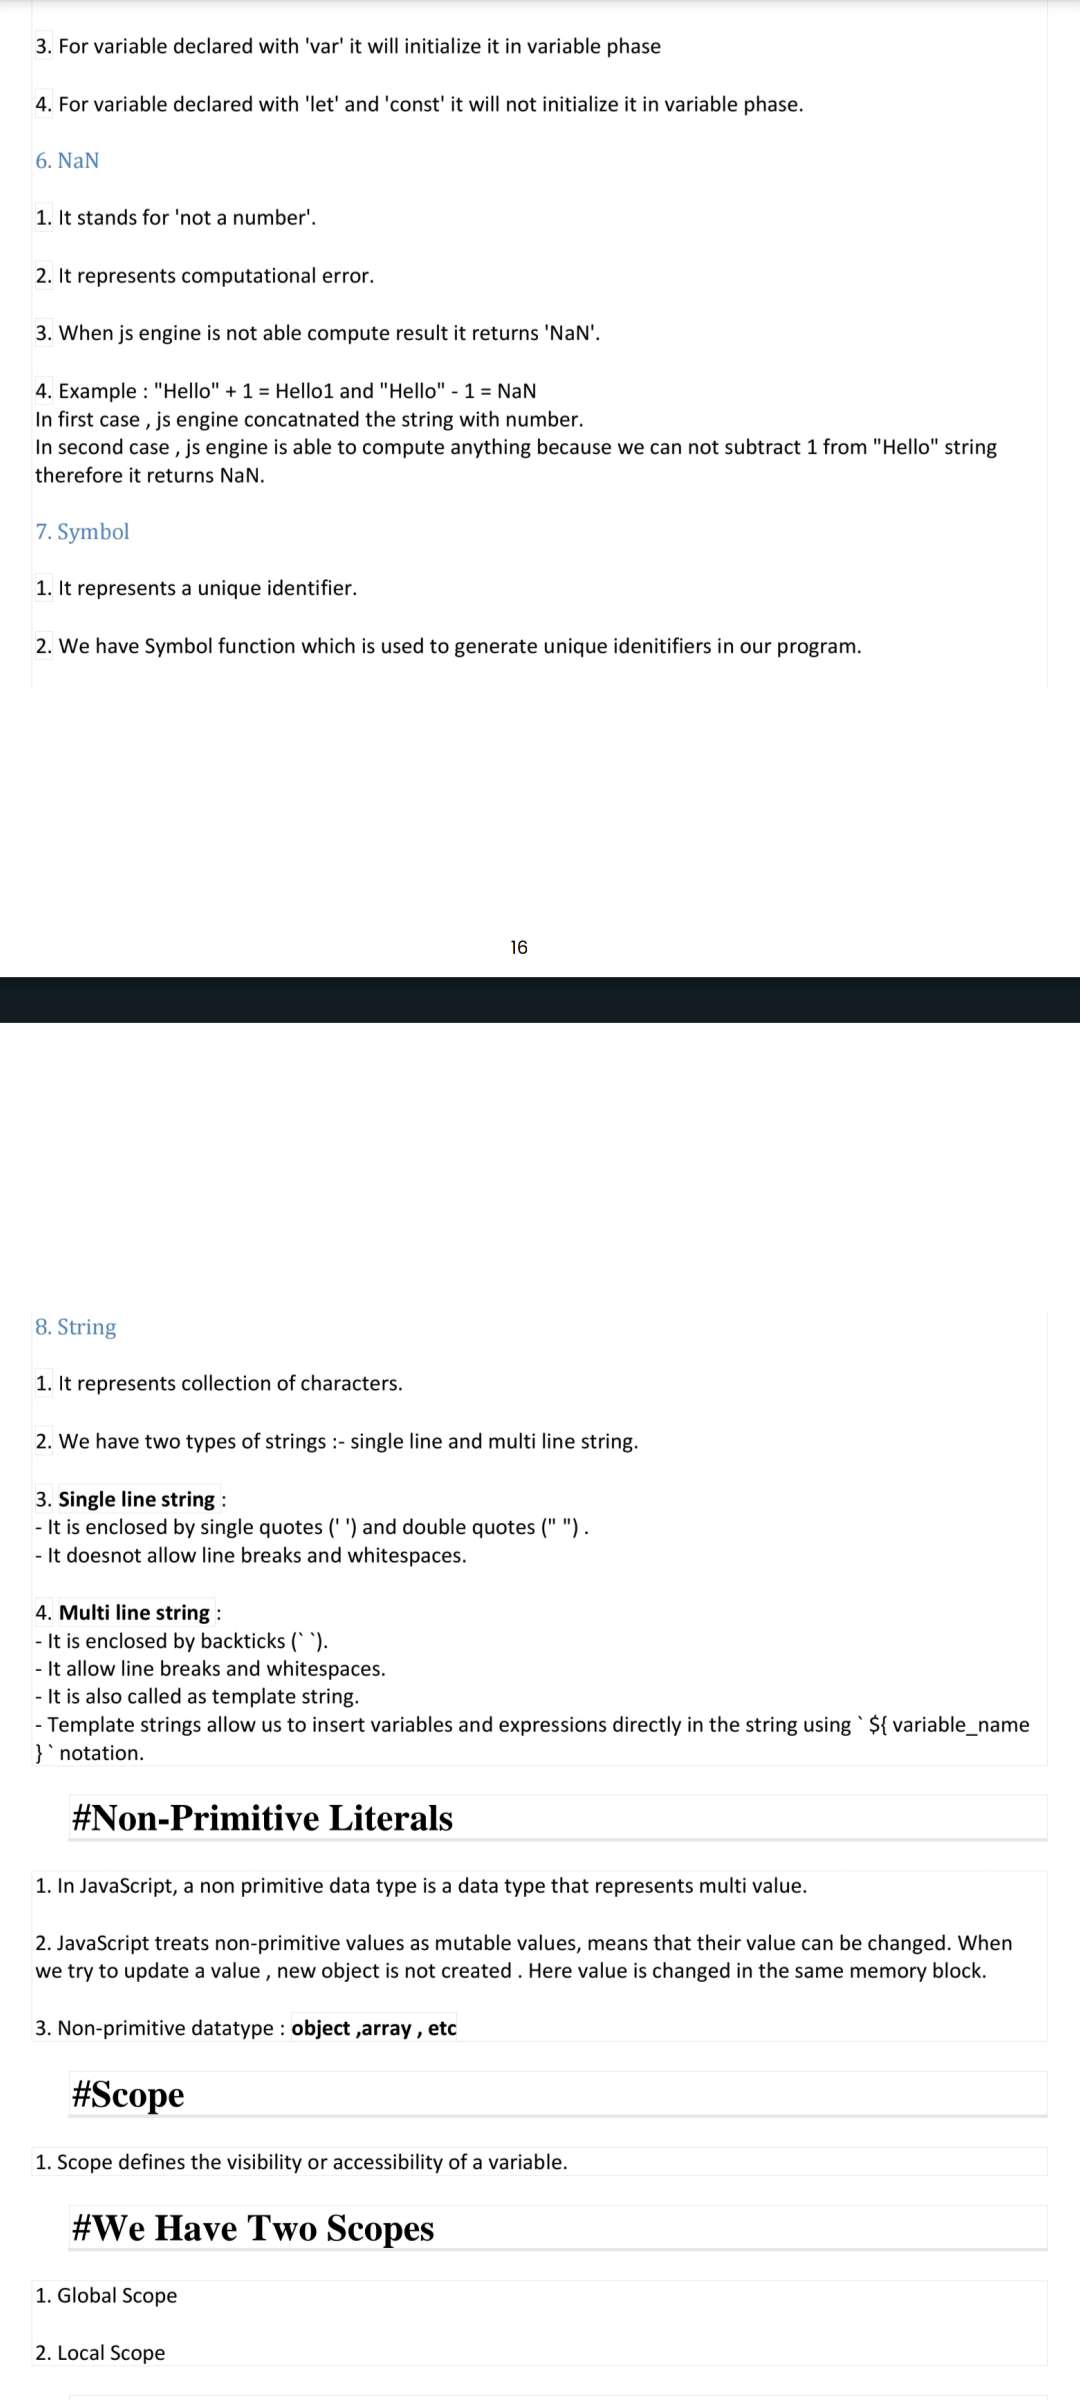 3. For variable declared with 'var' it will initialize it in variable phase
4. For variable declared with 'let' and 'const' it will not initialize it in variable phase.
6. NaN
1. It stands for 'not a number'.
2. It represents computational error.
3. When js engine is not able compute result it returns 'NaN'.
4. Example : "Hello" + 1 = Hello1 and "Hello" - 1 = NaN
In first case , js engine concatnated the string with number.
In second case , js engine is able to compute anything because we can not subtract 1 from "Hello" string
therefore it returns NaN.
7. Symbol
1. It represents a unique identifier.
2. We have Symbol function which is used to generate unique idenitifiers in our program.
16
8. String
1. It represents collection of characters.
2. We have two types of strings :- single line and multi line string.
3. Single line string :
- It is enclosed by single quotes (' ') and double quotes (" ") .
- It doesnot allow line breaks and whitespaces.
4. Multi line string :
- It is enclosed by backticks (` `).
- It allow line breaks and whitespaces.
- It is also called as template string.
- Template strings allow us to insert variables and expressions directly in the string using ` ${ variable_name
} ` notation.
#Non-Primitive Literals
1. In JavaScript, a non primitive data type is a data type that represents multi value.
2. JavaScript treats non-primitive values as mutable values, means that their value can be changed. When
we try to update a value , new object is not created . Here value is changed in the same memory block.
3. Non-primitive datatype : object ,array , etc
#Scope
1. Scope defines the visibility or accessibility of a variable.
#We Have Two Scopes
1. Global Scope
2. Local Scope